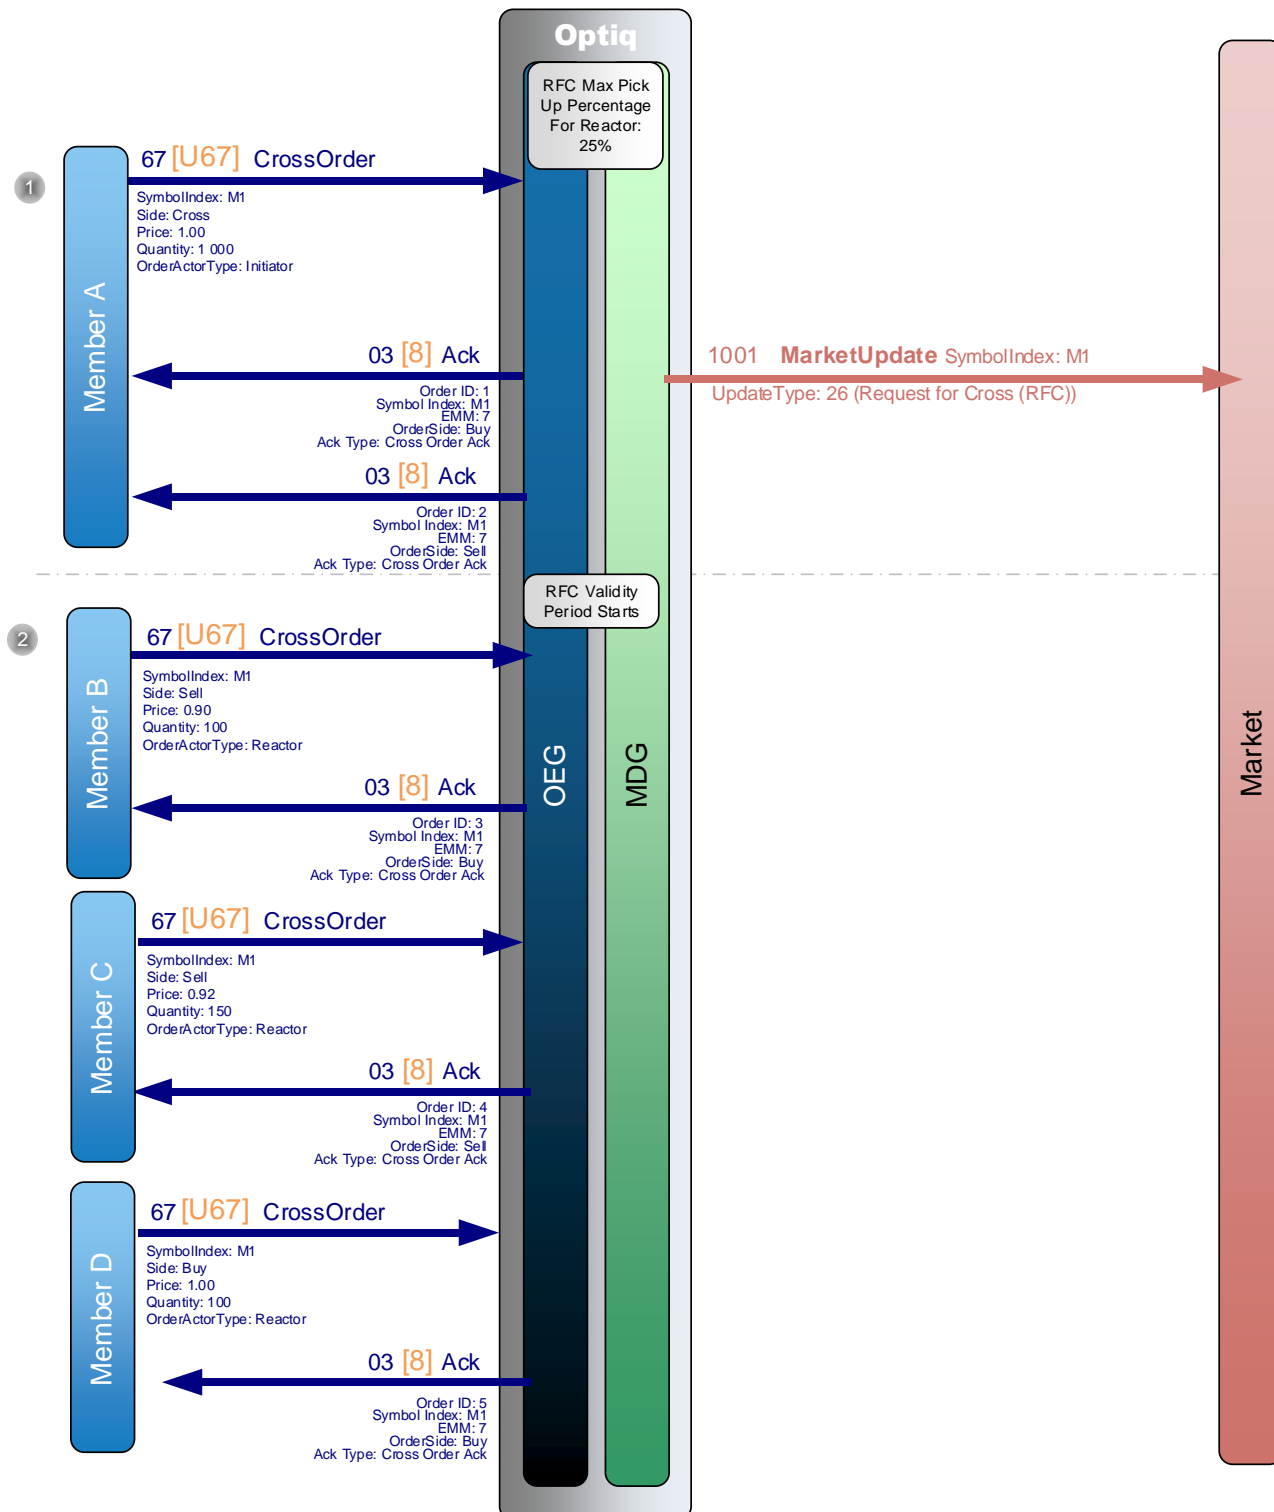 Optiq
RFC Max Pick
Up Percentage
For Reactor:
25%
1
Member A
67 [U67] CrossOrder
SymbolIndex: M1
Side: Cross
Price: 1.00
Quantity: 1 000
OrderActorType: Initiator
03 [8] Ack
Order ID: 1
Symbol Index: M1
EMM: 7
OrderSide: Buy
Ack Type: Cross Order Ack
1001 MarketUpdate SymbolIndex: M1
UpdateType: 26 (Request for Cross (RFC))
03 [8] Ack
Order ID: 2
Symbol Index: M1
EMM: 7
OrderSide: Sell
Ack Type: Cross Order Ack
RFC Validity
Period Starts
2
Member B
67 [U67] CrossOrder
SymbolIndex: M1
Side: Sell
Price: 0.90
Quantity: 100
OrderActorType: Reactor
03 [8] Ack
Order ID: 3
Symbol Index: M1
EMM: 7
OrderSide: Buy
Ack Type: Cross Order Ack
OEG
MDG
Market
Member C
67 [U67] CrossOrder
SymbolIndex: M1
Side: Sell
Price: 0.92
Quantity: 150
OrderActorType: Reactor
03 [8] Ack
Order ID: 4
Symbol Index: M1
EMM: 7
OrderSide: Sell
Ack Type: Cross Order Ack
Member D
67 [U67] CrossOrder
SymbolIndex: M1
Side: Buy
Price: 1.00
Quantity: 100
OrderActorType: Reactor
03 [8] Ack
Order ID: 5
Symbol Index: M1
EMM: 7
OrderSide: Buy
Ack Type: Cross Order Ack